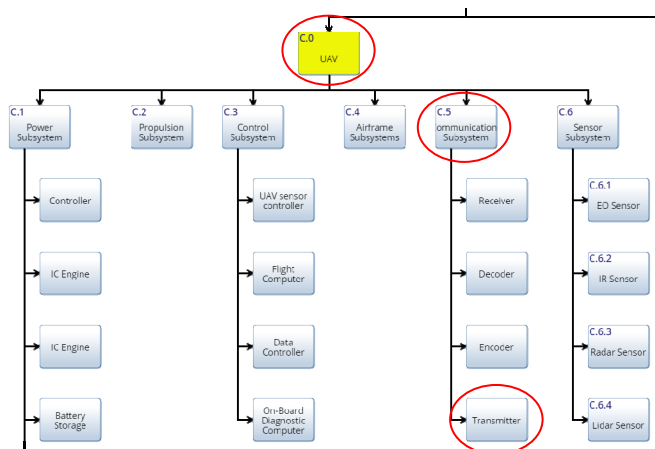 C.0
UAV
C.1
Power
Subsystem
C.2
Propulsion
Subsystem
C.3
Control
Subsystem
C.4
Airframe
Subsystems
C.5
ommunication
Subsystem
C.6
Sensor
Subsystem
Controller
IC Engine
IC Engine
Battery
Storage
UAV sensor
controller
Flight
Computer
Data
Controller
On-Board
Diagnostic
Computer
Receiver
Decoder
Encoder
Transmitter
C.6.1
EO Sensor
C.6.2
IR Sensor
C.6.3
Radar Sensor
C.6.4
Lidar Sensor